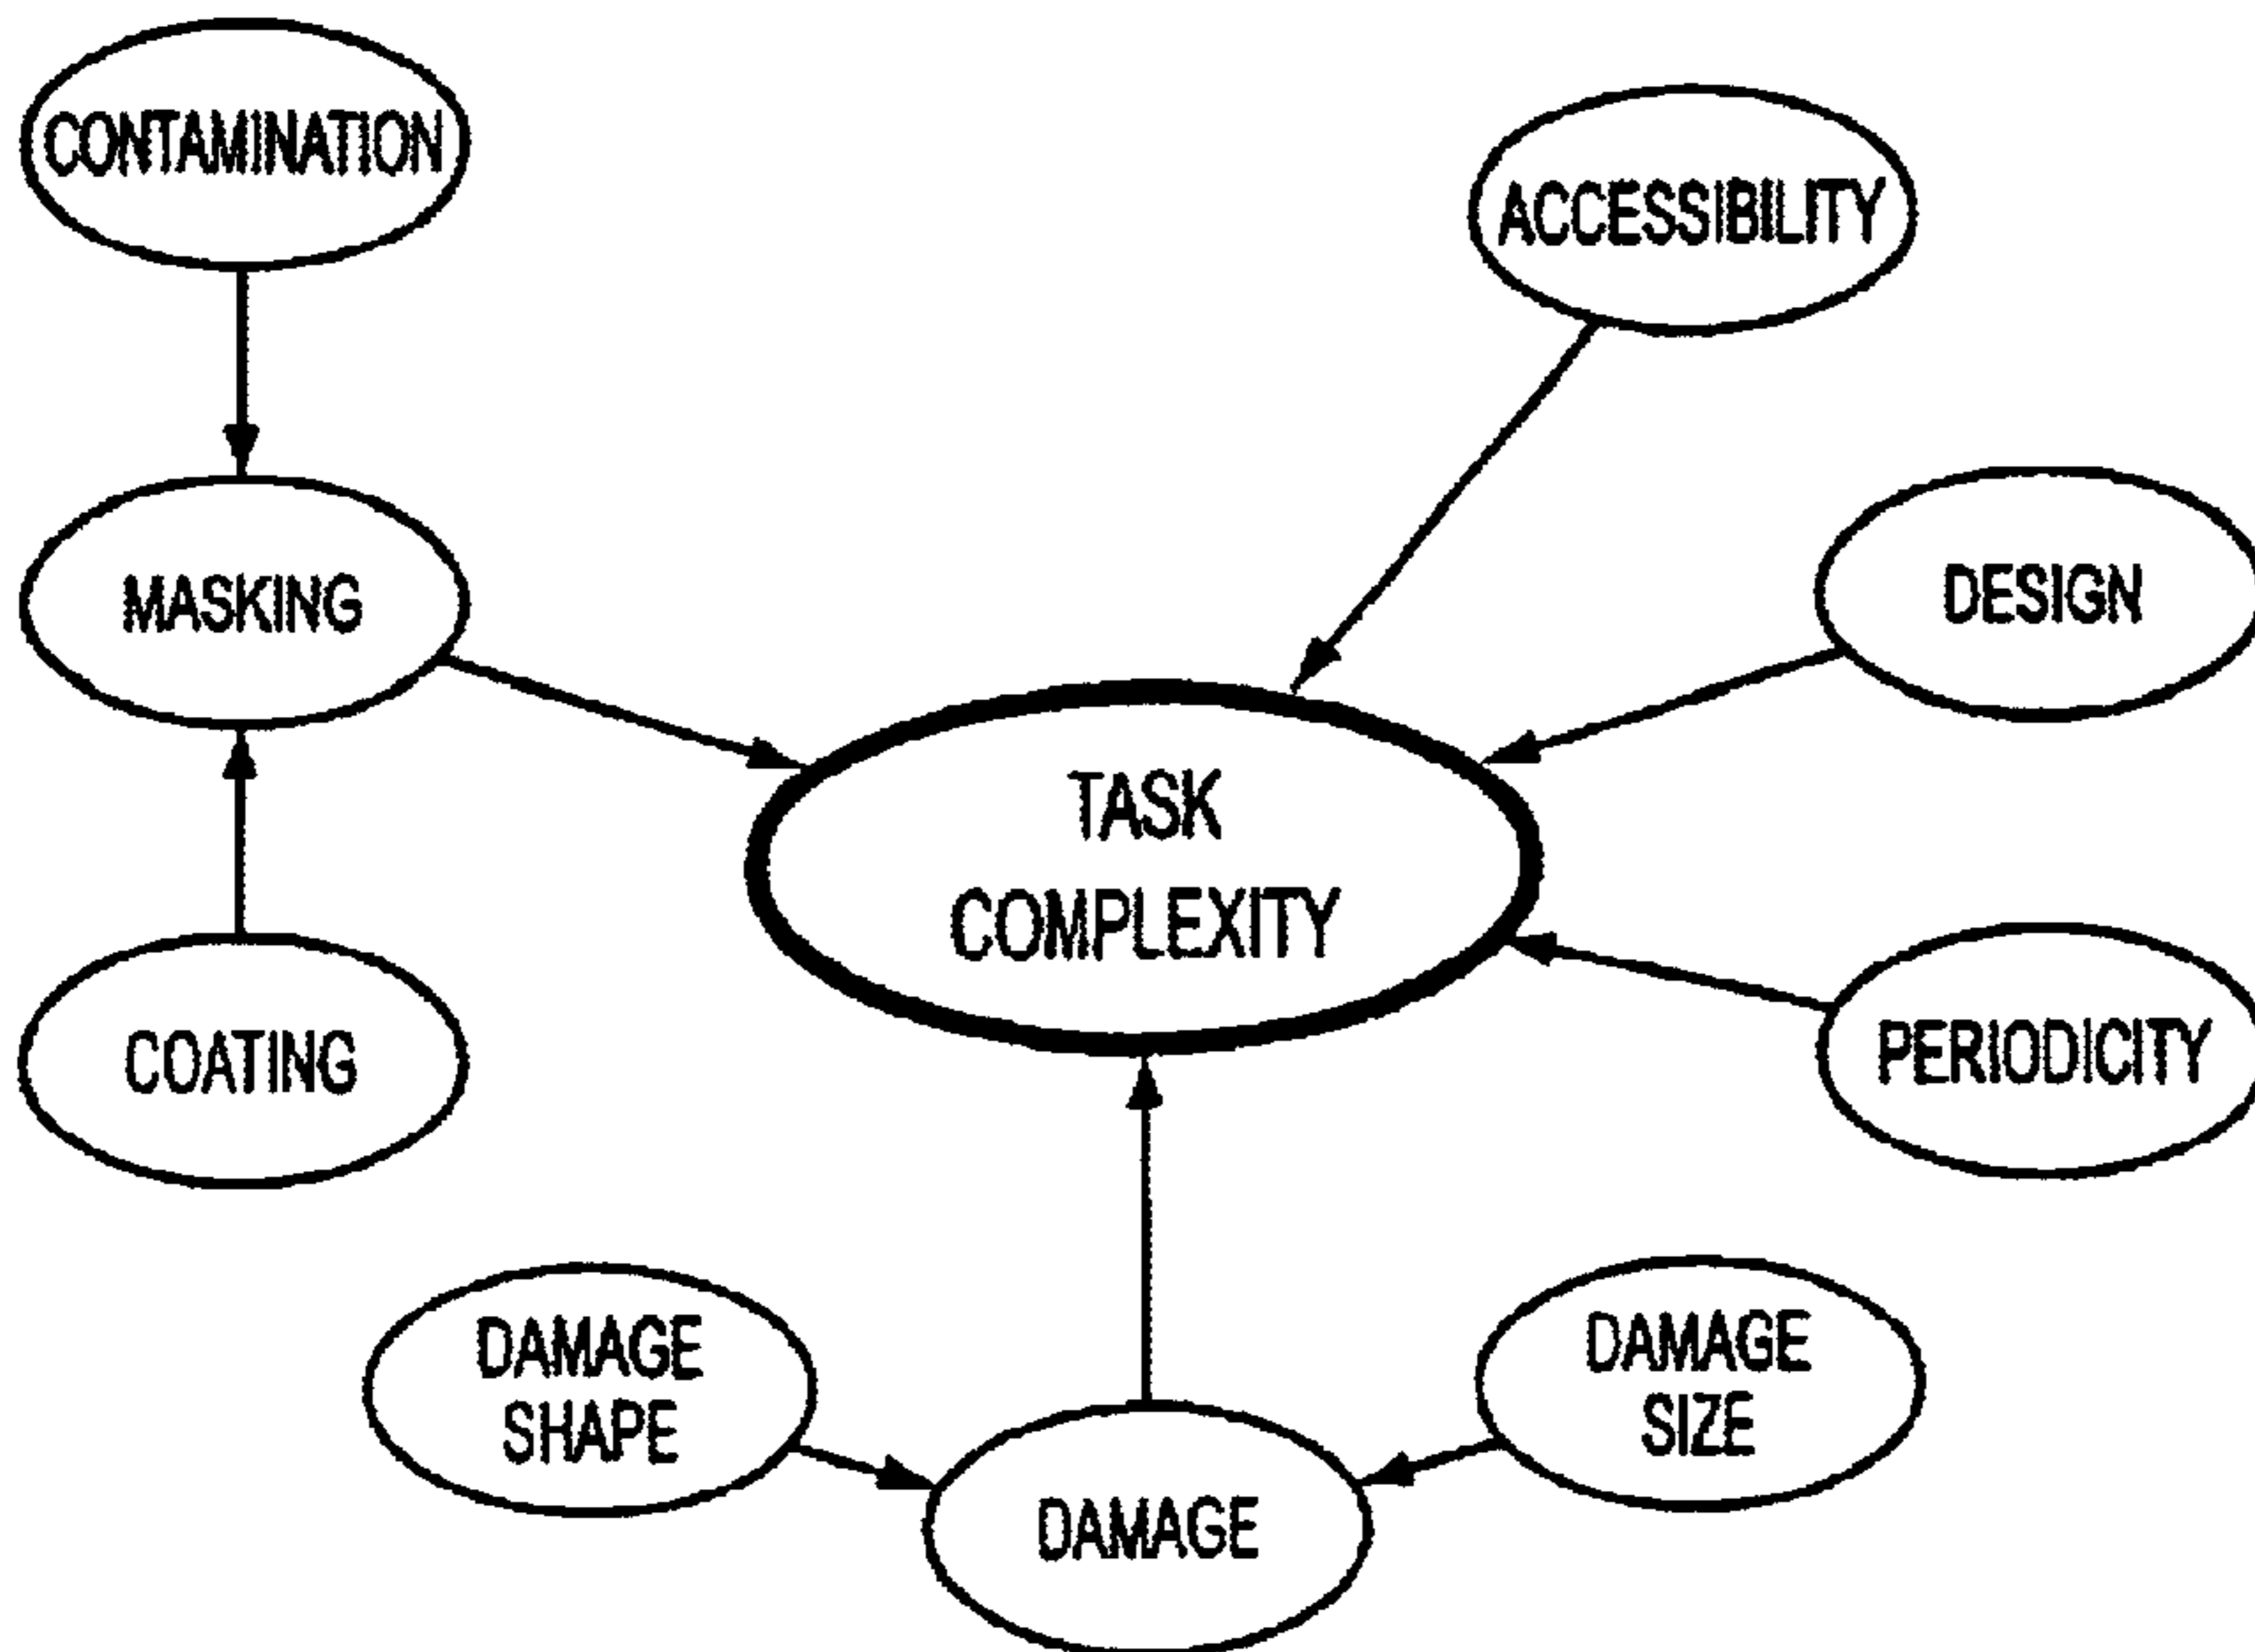 CONTAMINATION
ACCESSIBILITY
MASKING
DESIGN
TASK
COMPLEXITY
COATING
PERIODICITY
DAMAGE
SHAPE
DAMAGE
SIZE
DAMAGE